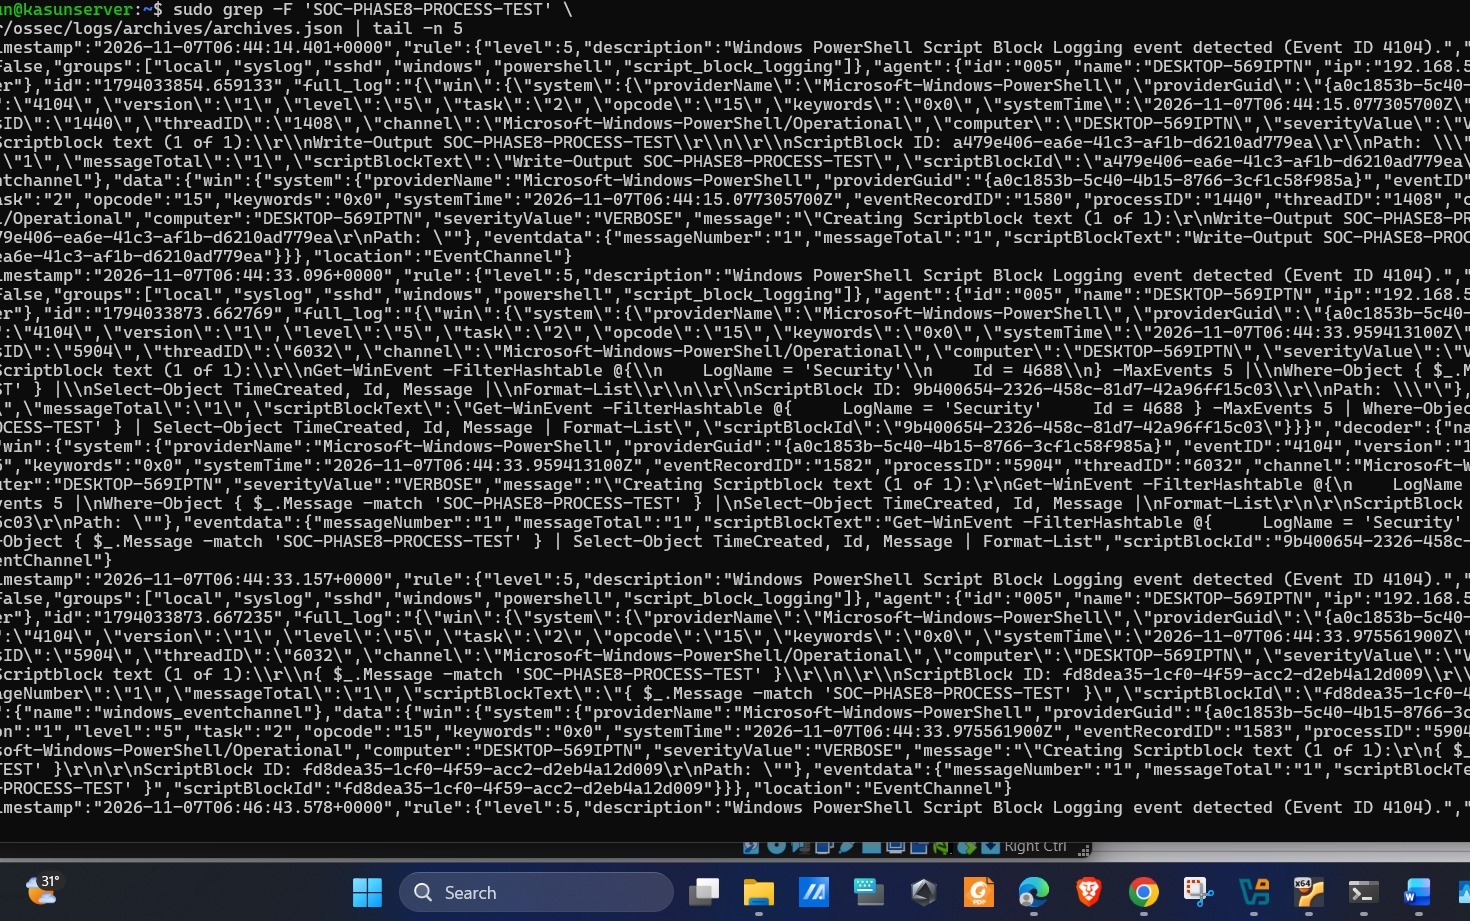 un@kasunserver:~$ sudo grep -F 'SOC-PHASE8-PROCESS-TEST' \
r/ossec/logs/archives/archives.json | tail -n 5
imestamp":"2026-11-07T06:44:14.401+0000","rule":{"level":5,"description":"Windows PowerShell Script Block Logging event detected (Event ID 4104).","
False,"groups":["local","syslog","sshd","windows","powershell","script_block_logging"]},"agent":{"id":"005","name":"DESKTOP-569IPTN","ip":"192.168.5
er"},"id":"1794033854.659133","full_log":"{\"win\":{\"system\":{\"providerName\":\"Microsoft-Windows-PowerShell\",\"providerGuid\":\"{a0c1853b-5c40-
\":\"4104\",\"version\":\"1\",\"level\":\"5\",\"task\":\"2\",\"opcode\":\"15\",\"keywords\":\"0x0\",\"systemTime\":\"2026-11-07T06:44:15.077305700Z\
sID\":\"1440\",\"threadID\":\"1408\",\"channel\":\"Microsoft-Windows-PowerShell/Operational\",\"computer\":\"DESKTOP-569IPTN\",\"severityValue\":\"V
Scriptblock text (1 of 1):\\r\\nWrite-Output SOC-PHASE8-PROCESS-TEST\\r\\n\\r\\nScriptBlock ID: a479e406-ea6e-41c3-af1b-d6210ad779ea\\r\\nPath: \\\"
\"1\",\"messageTotal\":\"1\",\"scriptBlockText\":\"Write-Output SOC-PHASE8-PROCESS-TEST\",\"scriptBlockId\":\"a479e406-ea6e-41c3-af1b-d6210ad779ea\
ntchannel"},"data":{"win":{"system":{"providerName":"Microsoft-Windows-PowerShell","providerGuid":"{a0c1853b-5c40-4b15-8766-3cf1c58f985a}","eventID"
ask":"2","opcode":"15","keywords":"0x0","systemTime":"2026-11-07T06:44:15.077305700Z","eventRecordID":"1580","processID":"1440","threadID":"1408","c
l/Operational","computer":"DESKTOP-569IPTN","severityValue":"VERBOSE","message":"\"Creating Scriptblock text (1 of 1):\r\nWrite-Output SOC-PHASE8-PR
79e406-ea6e-41c3-af1b-d6210ad779ea\r\nPath: \""},"eventdata":{"messageNumber":"1","messageTotal":"1","scriptBlockText":"Write-Output SOC-PHASE8-PROC
ea6e-41c3-af1b-d6210ad779ea"}}},"location":"EventChannel"}
imestamp":"2026-11-07T06:44:33.096+0000","rule":{"level":5,"description":"Windows PowerShell Script Block Logging event detected (Event ID 4104).","
False,"groups":["local","syslog","sshd","windows","powershell","script_block_logging"]},"agent":{"id":"005","name":"DESKTOP-569IPTN","ip":"192.168.5
er"},"id":"1794033873.662769","full_log":"{\"win\":{\"system\":{\"providerName\":\"Microsoft-Windows-PowerShell\",\"providerGuid\":\"{a0c1853b-5c40-
\":\"4104\",\"version\":\"1\",\"level\":\"5\",\"task\":\"2\",\"opcode\":\"15\",\"keywords\":\"0x0\",\"systemTime\":\"2026-11-07T06:44:33.959413100Z\
sID\":\"5904\",\"threadID\":\"6032\",\"channel\":\"Microsoft-Windows-PowerShell/Operational\",\"computer\":\"DESKTOP-569IPTN\",\"severityValue\":\"V
Scriptblock text (1 of 1):\\r\\nGet-WinEvent -FilterHashtable @{\\n    LogName = 'Security'\\n    Id = 4688\\n} -MaxEvents 5 |\\nWhere-Object { $_.M
ST' } |\\nSelect-Object TimeCreated, Id, Message |\\nFormat-List\\r\\n\\r\\nScriptBlock ID: 9b400654-2326-458c-81d7-42a96ff15c03\\r\\nPath: \\\"\"},
\",\"messageTotal\":\"1\",\"scriptBlockText\":\"Get-WinEvent -FilterHashtable @{     LogName = 'Security'     Id = 4688 } -MaxEvents 5 | Where-Objec
OCESS-TEST' } | Select-Object TimeCreated, Id, Message | Format-List\",\"scriptBlockId\":\"9b400654-2326-458c-81d7-42a96ff15c03\"}}}","decoder":{"na
"win":{"system":{"providerName":"Microsoft-Windows-PowerShell","providerGuid":"{a0c1853b-5c40-4b15-8766-3cf1c58f985a}","eventID":"4104","version":"1
5","keywords":"0x0","systemTime":"2026-11-07T06:44:33.959413100Z","eventRecordID":"1582","processID":"5904","threadID":"6032","channel":"Microsoft-W
uter":"DESKTOP-569IPTN","severityValue":"VERBOSE","message":"\"Creating Scriptblock text (1 of 1):\r\nGet-WinEvent -FilterHashtable @{\n    LogName
vents 5 |\nWhere-Object { $_.Message -match 'SOC-PHASE8-PROCESS-TEST' } |\nSelect-Object TimeCreated, Id, Message |\nFormat-List\r\n\r\nScriptBlock
5c03\r\nPath: \""},"eventdata":{"messageNumber":"1","messageTotal":"1","scriptBlockText":"Get-WinEvent -FilterHashtable @{     LogName = 'Security'
-Object { $_.Message -match 'SOC-PHASE8-PROCESS-TEST' } | Select-Object TimeCreated, Id, Message | Format-List","scriptBlockId":"9b400654-2326-458c-
entChannel"}
imestamp":"2026-11-07T06:44:33.157+0000","rule":{"level":5,"description":"Windows PowerShell Script Block Logging event detected (Event ID 4104).","
False,"groups":["local","syslog","sshd","windows","powershell","script_block_logging"]},"agent":{"id":"005","name":"DESKTOP-569IPTN","ip":"192.168.5
er"},"id":"1794033873.667235","full_log":"{\"win\":{\"system\":{\"providerName\":\"Microsoft-Windows-PowerShell\",\"providerGuid\":\"{a0c1853b-5c40-
\":\"4104\",\"version\":\"1\",\"level\":\"5\",\"task\":\"2\",\"opcode\":\"15\",\"keywords\":\"0x0\",\"systemTime\":\"2026-11-07T06:44:33.975561900Z\
sID\":\"5904\",\"threadID\":\"6032\",\"channel\":\"Microsoft-Windows-PowerShell/Operational\",\"computer\":\"DESKTOP-569IPTN\",\"severityValue\":\"V
Scriptblock text (1 of 1):\\r\\n{ $_.Message -match 'SOC-PHASE8-PROCESS-TEST' }\\r\\n\\r\\nScriptBlock ID: fd8dea35-1cf0-4f59-acc2-d2eb4a12d009\\r\\
ageNumber\":\"1\",\"messageTotal\":\"1\",\"scriptBlockText\":\"{ $_.Message -match 'SOC-PHASE8-PROCESS-TEST' }\",\"scriptBlockId\":\"fd8dea35-1cf0-4
":{"name":"windows_eventchannel"},"data":{"win":{"system":{"providerName":"Microsoft-Windows-PowerShell","providerGuid":"{a0c1853b-5c40-4b15-8766-3c
on":"1","level":"5","task":"2","opcode":"15","keywords":"0x0","systemTime":"2026-11-07T06:44:33.975561900Z","eventRecordID":"1583","processID":"5904
soft-Windows-PowerShell/Operational","computer":"DESKTOP-569IPTN","severityValue":"VERBOSE","message":"\"Creating Scriptblock text (1 of 1):\r\n{ $_
TEST' }\r\n\r\nScriptBlock ID: fd8dea35-1cf0-4f59-acc2-d2eb4a12d009\r\nPath: \""},"eventdata":{"messageNumber":"1","messageTotal":"1","scriptBlockTe
-PROCESS-TEST' }","scriptBlockId":"fd8dea35-1cf0-4f59-acc2-d2eb4a12d009"}}},"location":"EventChannel"}
imestamp":"2026-11-07T06:46:43.578+0000","rule":{"level":5,"description":"Windows PowerShell Script Block Logging event detected (Event ID 4104).","
Right Ctrl
31°
Search
PDF
x64
W